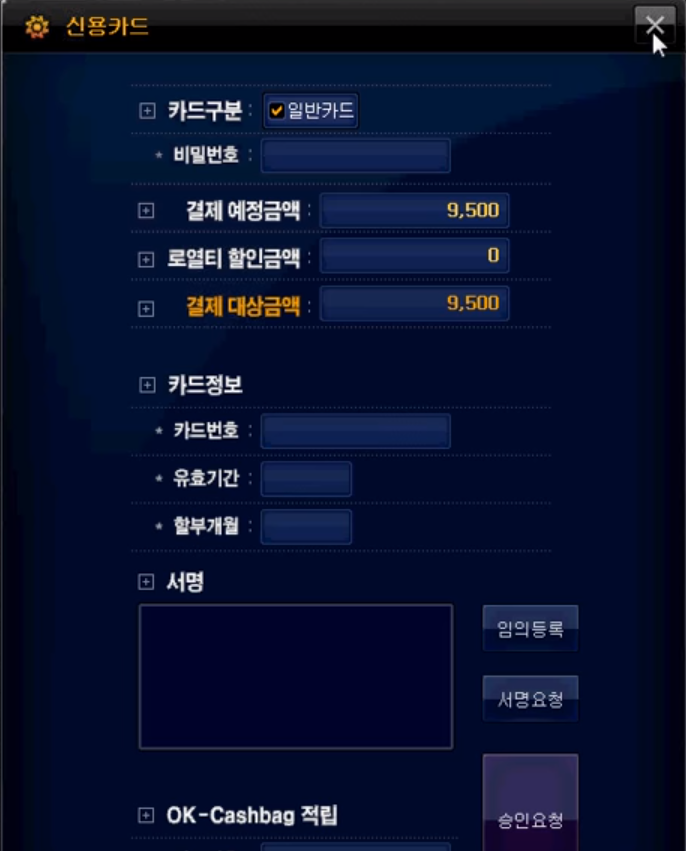 신용카드
카드구분 : 일반카드
* 비밀번호 :
결제 예정금액 : 9,500
로열티 할인금액 : 0
결제 대상금액 : 9,500
카드정보
* 카드번호 :
* 유효기간 :
* 할부개월 :
서명
임의등록
서명요청
OK-Cashbag 적립
승인요청